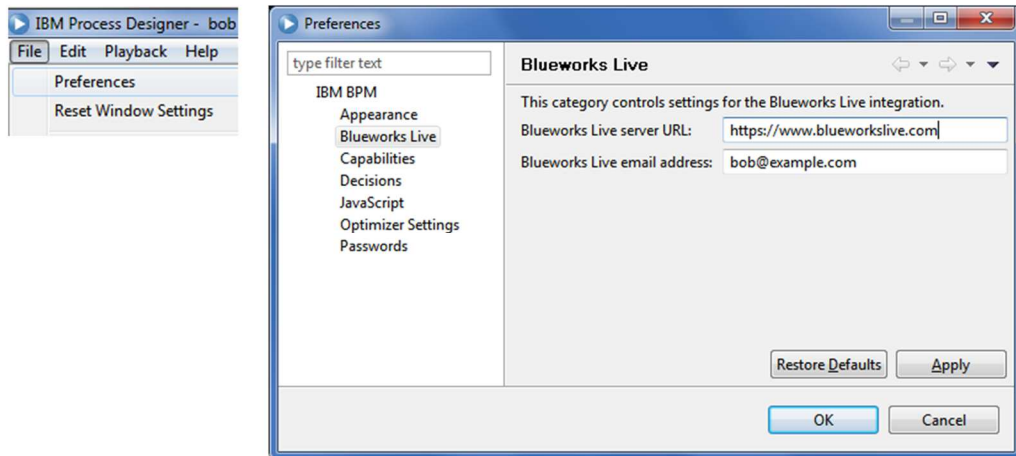 IBM Process Designer - bob
File Edit Playback Help
Preferences
Reset Window Settings
Preferences
type filter text
IBM BPM
Appearance
Blueworks Live
Capabilities
Decisions
JavaScript
Optimizer Settings
Passwords
Blueworks Live
This category controls settings for the Blueworks Live integration.
Blueworks Live server URL: https://www.blueworkslive.com
Blueworks Live email address: bob@example.com
Restore Defaults Apply
OK Cancel